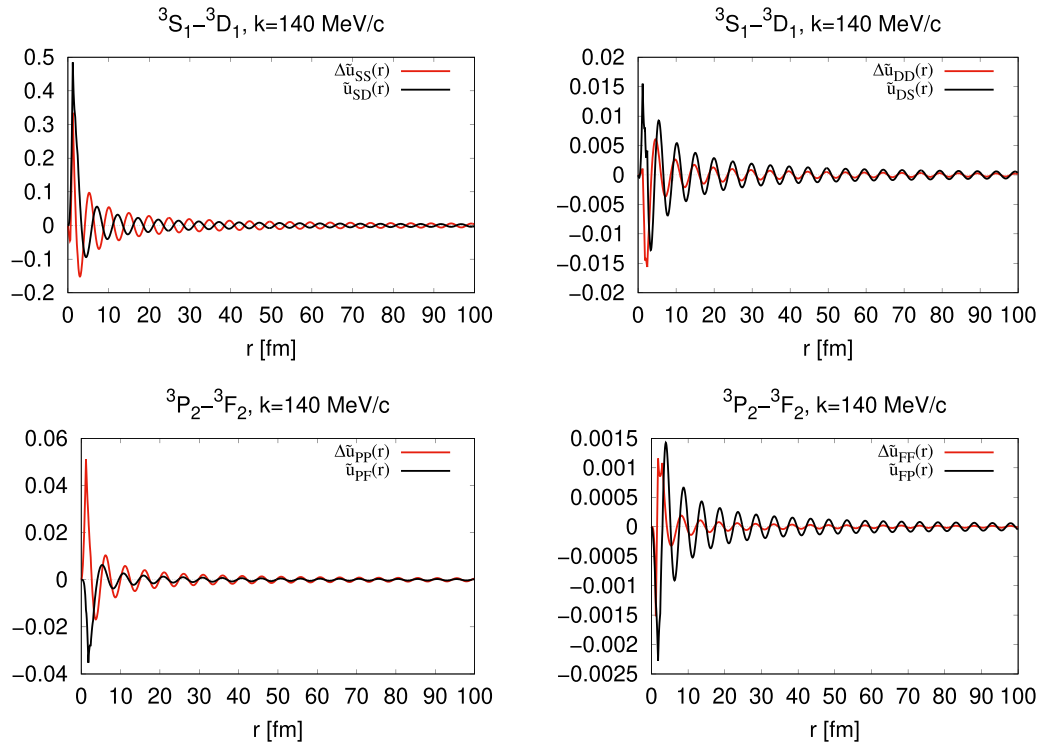 ³S₁–³D₁, k=140 MeV/c
Δũ_SS(r)
ũ_SD(r)
0.5
0.4
0.3
0.2
0.1
0
−0.1
−0.2
0 10 20 30 40 50 60 70 80 90 100
r [fm]
³S₁–³D₁, k=140 MeV/c
Δũ_DD(r)
ũ_DS(r)
0.02
0.015
0.01
0.005
0
−0.005
−0.01
−0.015
−0.02
0 10 20 30 40 50 60 70 80 90 100
r [fm]
³P₂–³F₂, k=140 MeV/c
Δũ_PP(r)
ũ_PF(r)
0.06
0.04
0.02
0
−0.02
−0.04
0 10 20 30 40 50 60 70 80 90 100
r [fm]
³P₂–³F₂, k=140 MeV/c
Δũ_FF(r)
ũ_FP(r)
0.0015
0.001
0.0005
0
−0.0005
−0.001
−0.0015
−0.002
−0.0025
0 10 20 30 40 50 60 70 80 90 100
r [fm]